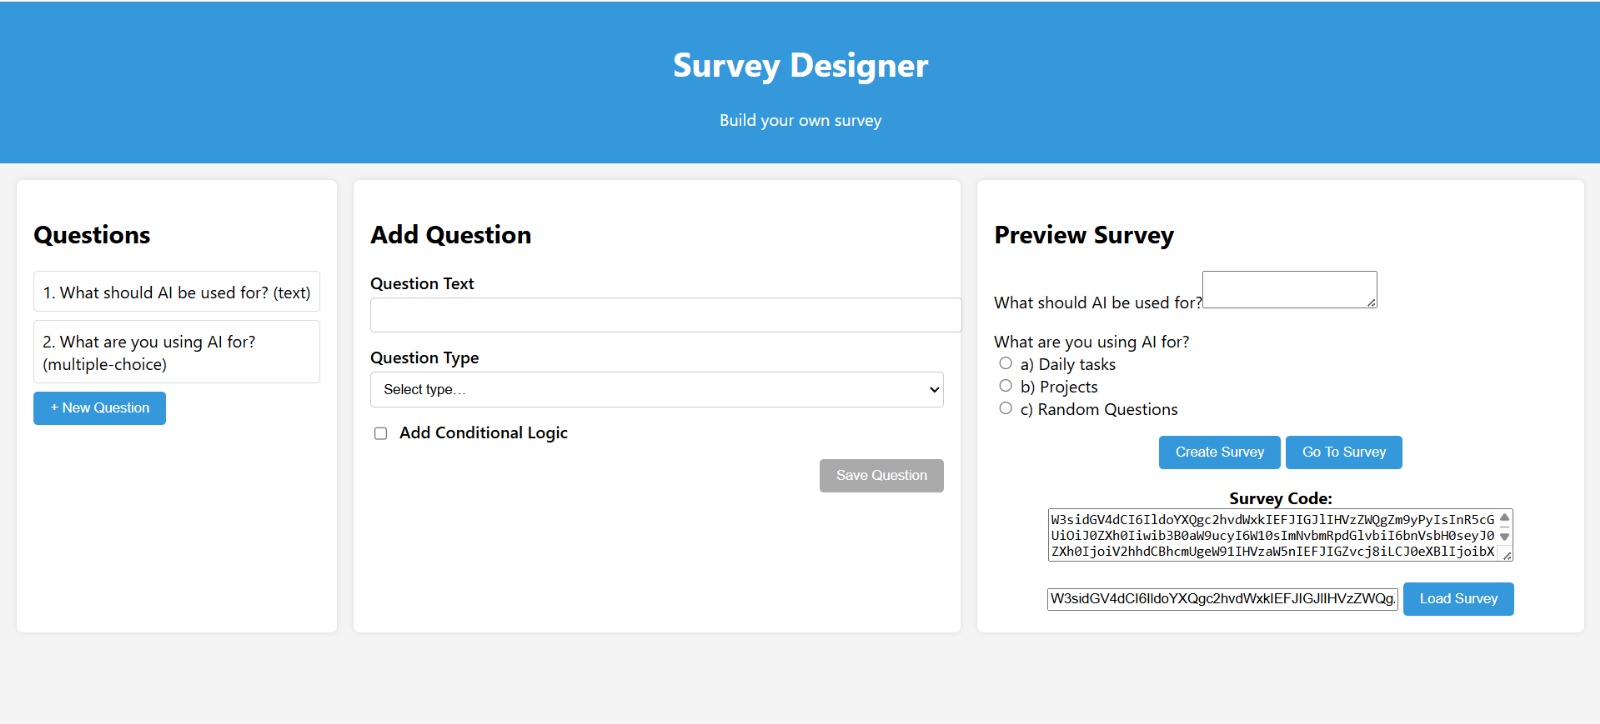 Survey Designer
Build your own survey
Questions
1. What should AI be used for? (text)
2. What are you using AI for?
(multiple-choice)
+ New Question
Add Question
Question Text
Question Type
Select type...
Add Conditional Logic
Save Question
Preview Survey
What should AI be used for?
What are you using AI for?
a) Daily tasks
b) Projects
c) Random Questions
Create Survey
Go To Survey
Survey Code:
W3sidGV4dCI6IldoYXQgc2hvdWxkIEFJIGJlIHVzZWQgZm9yPyIsInR5cG
UiOiJ0ZXh0Iiwib3B0aW9ucyI6W10sImNvbmRpdGlvbiI6bnVsbH0seyJ0
ZXh0IjoiV2hhdCBhcmUgeW91IHVzaW5nIEFJIGZvcj8iLCJ0eXBlIjoibX
W3sidGV4dCI6IldoYXQgc2hvdWxkIEFJIGJlIHVzZWQg
Load Survey